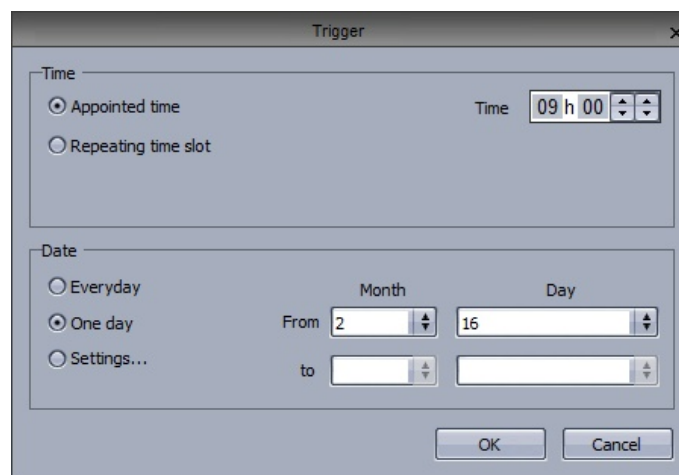 Trigger
Time
Appointed time
Time 09 h 00
Repeating time slot
Date
Everyday
Month Day
One day From 2 16
Settings... to
OK Cancel